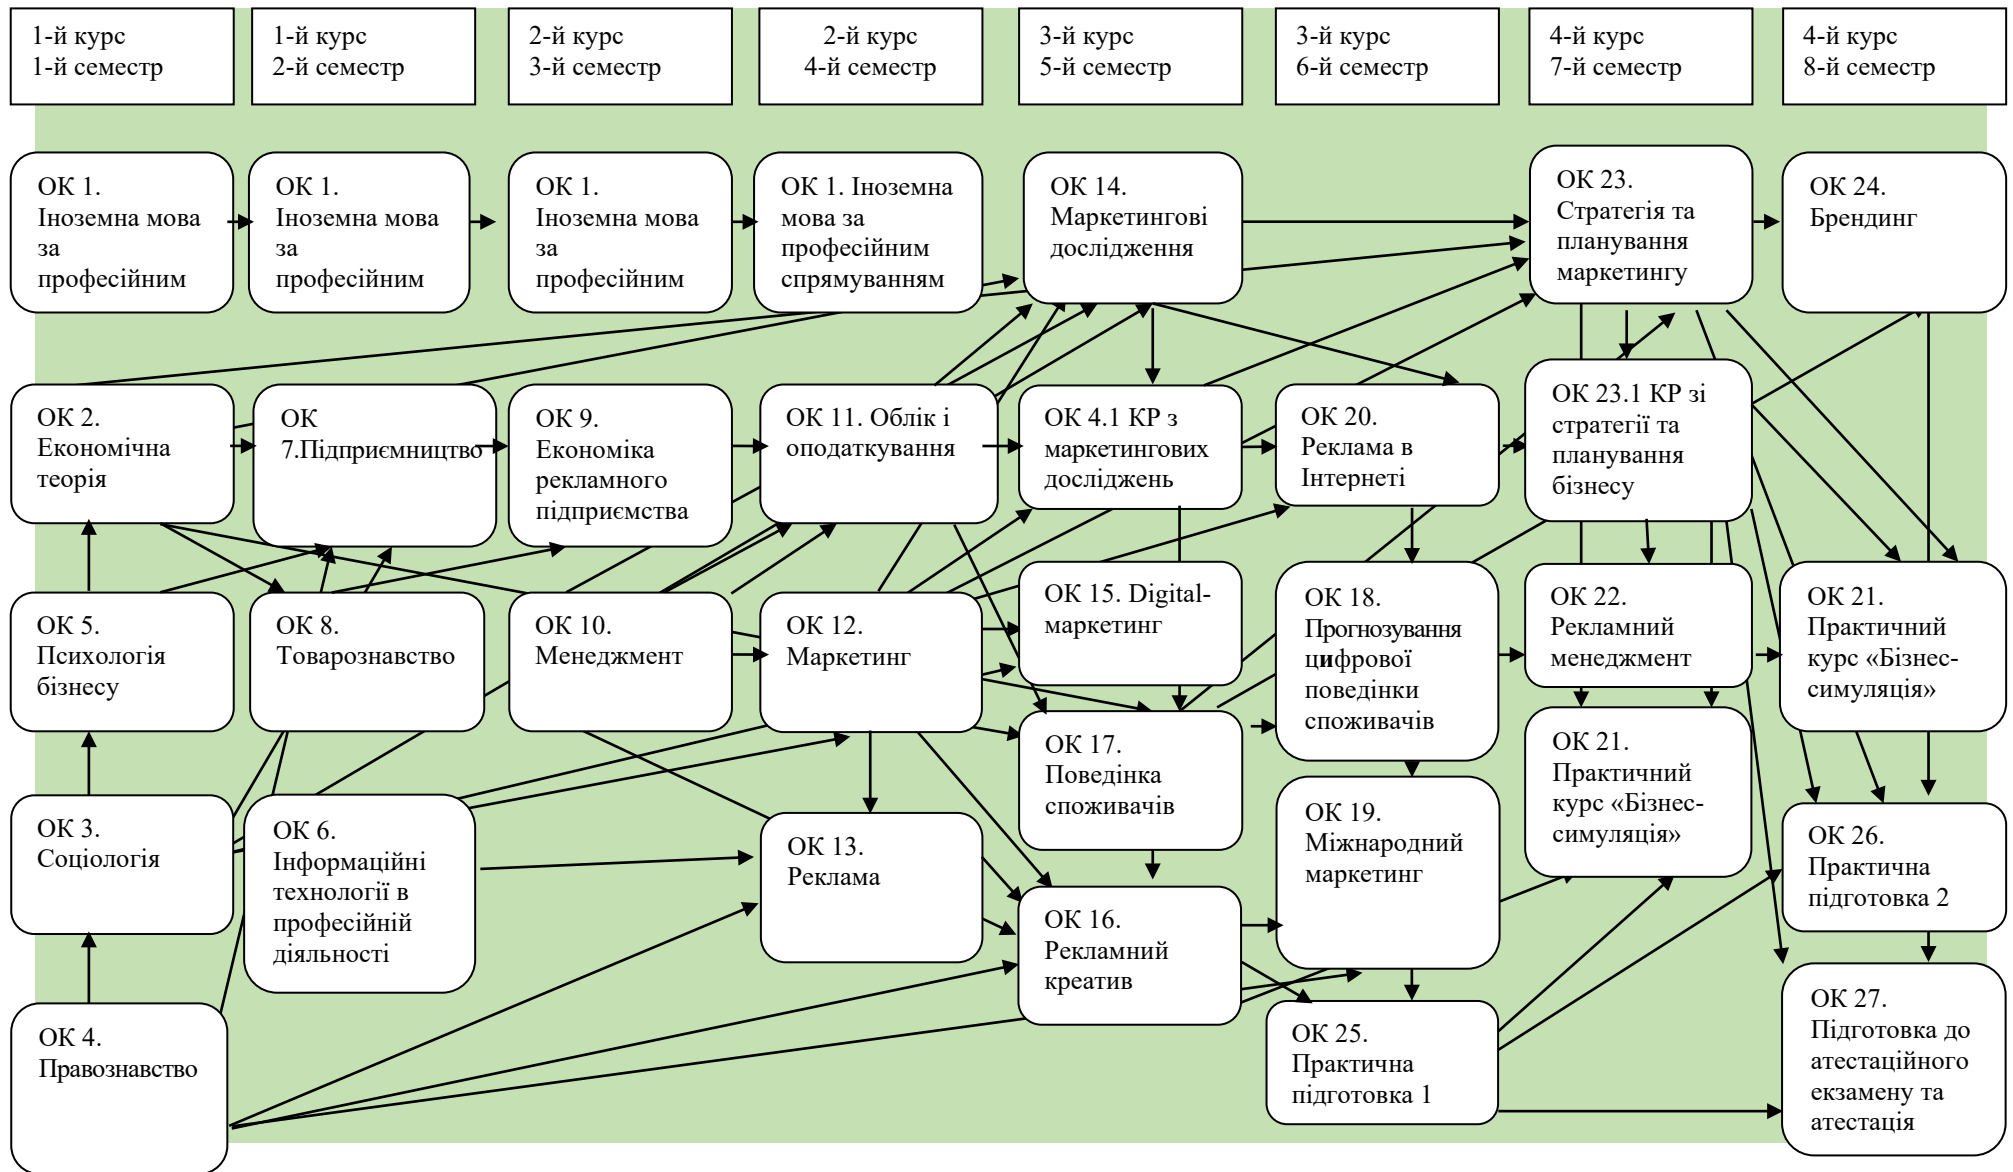 1-й курс
1-й семестр
1-й курс
2-й семестр
2-й курс
3-й семестр
2-й курс
4-й семестр
3-й курс
5-й семестр
3-й курс
6-й семестр
4-й курс
7-й семестр
4-й курс
8-й семестр
ОК 1.
Іноземна мова
за
професійним
ОК 1.
Іноземна мова
за
професійним
ОК 1.
Іноземна мова
за
професійним
ОК 1. Іноземна
мова за
професійним
спрямуванням
ОК 14.
Маркетингові
дослідження
ОК 23.
Стратегія та
планування
маркетингу
ОК 24.
Брендинг
ОК 2.
Економічна
теорія
ОК
7.Підприємництво
ОК 9.
Економіка
рекламного
підприємства
ОК 11. Облік і
оподаткування
ОК 4.1 КР з
маркетингових
досліджень
ОК 20.
Реклама в
Інтернеті
ОК 23.1 КР зі
стратегії та
планування
бізнесу
ОК 5.
Психологія
бізнесу
ОК 8.
Товарознавство
ОК 10.
Менеджмент
ОК 12.
Маркетинг
ОК 15. Digital-
маркетинг
ОК 18.
Прогнозування
цифрової
поведінки
споживачів
ОК 22.
Рекламний
менеджмент
ОК 21.
Практичний
курс «Бізнес-
симуляція»
ОК 3.
Соціологія
ОК 6.
Інформаційні
технології в
професійній
діяльності
ОК 13.
Реклама
ОК 17.
Поведінка
споживачів
ОК 19.
Міжнародний
маркетинг
ОК 21.
Практичний
курс «Бізнес-
симуляція»
ОК 26.
Практична
підготовка 2
ОК 4.
Правознавство
ОК 16.
Рекламний
креатив
ОК 25.
Практична
підготовка 1
ОК 27.
Підготовка до
атестаційного
екзамену та
атестація